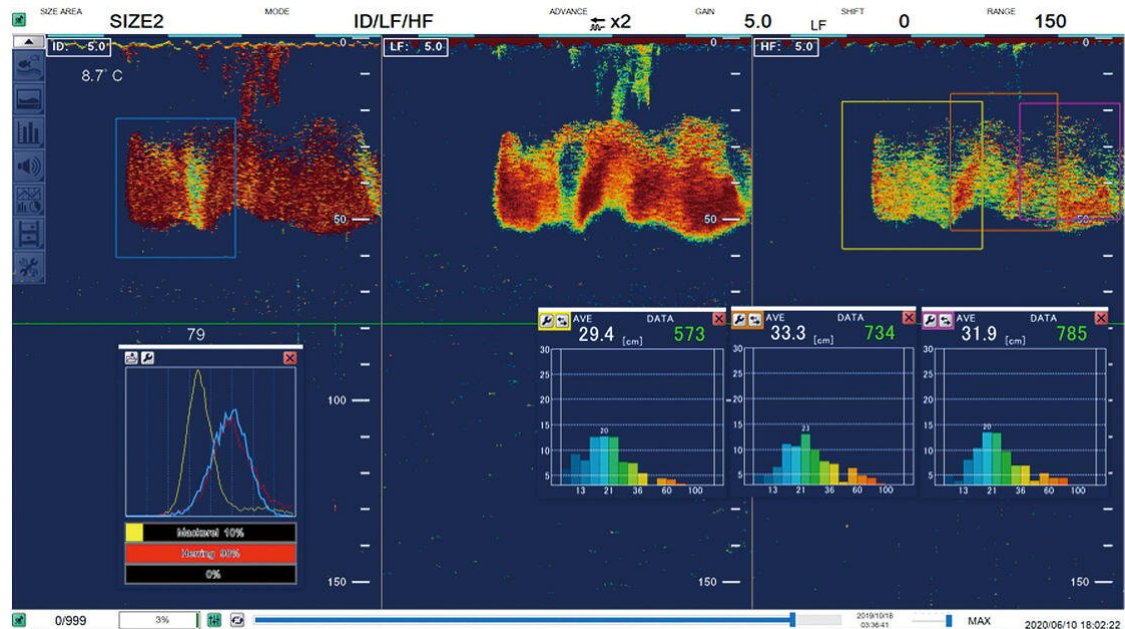 SIZE AREA SIZE2 MODE ID/LF/HF ADVANCE x2 GAIN 5.0 LF SHIFT 0 RANGE 150
ID: 5.0
0
LF: 5.0
0
HF: 5.0
0
8.7°C
50
50
50
79
100
150
150
150
Mackerel 10%
Herring 90%
0%
AVE DATA
29.4 [cm] 573
30
25
20
15
10
5
20
13 21 36 60 100
AVE DATA
33.3 [cm] 734
30
25
20
15
10
5
23
13 21 36 60 100
AVE DATA
31.9 [cm] 785
30
25
20
15
10
5
20
13 21 36 60 100
0/999 3% 2019/10/18 MAX 2020/06/10 18:02:22
03:36:41